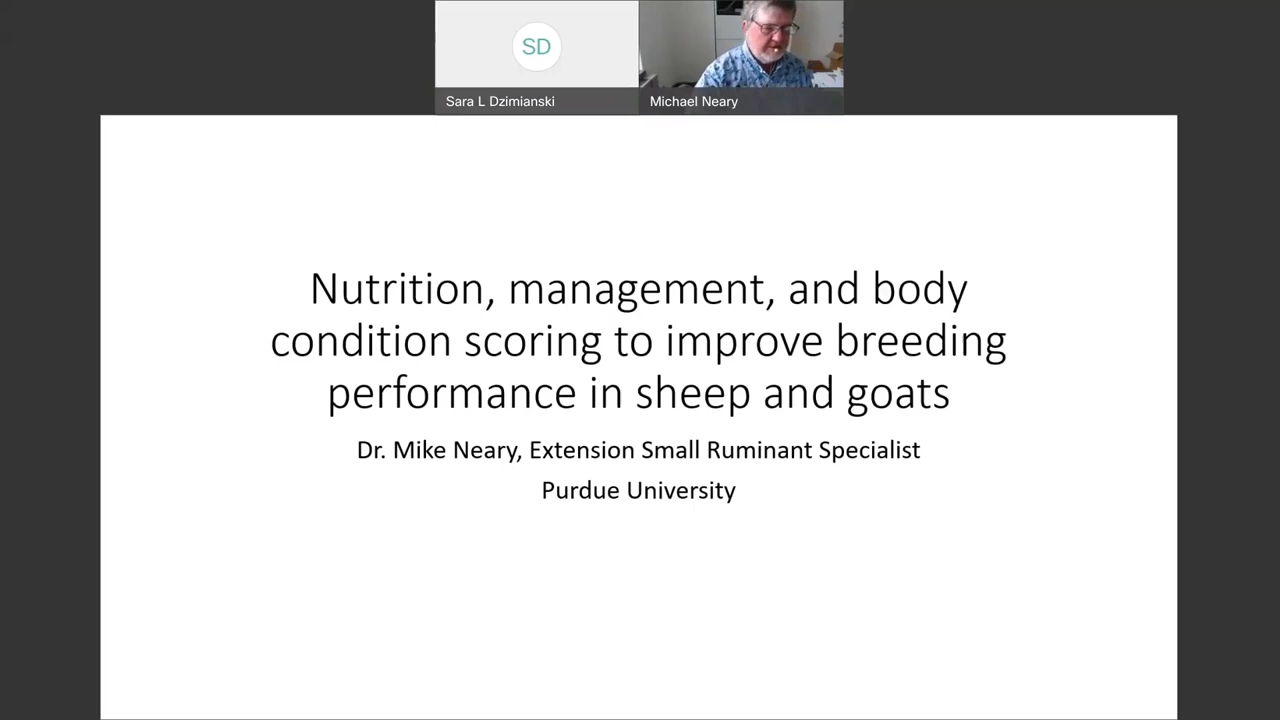 SD
Sara L Dzimianski
Michael Neary
Nutrition, management, and body
condition scoring to improve breeding
performance in sheep and goats
Dr. Mike Neary, Extension Small Ruminant Specialist
Purdue University